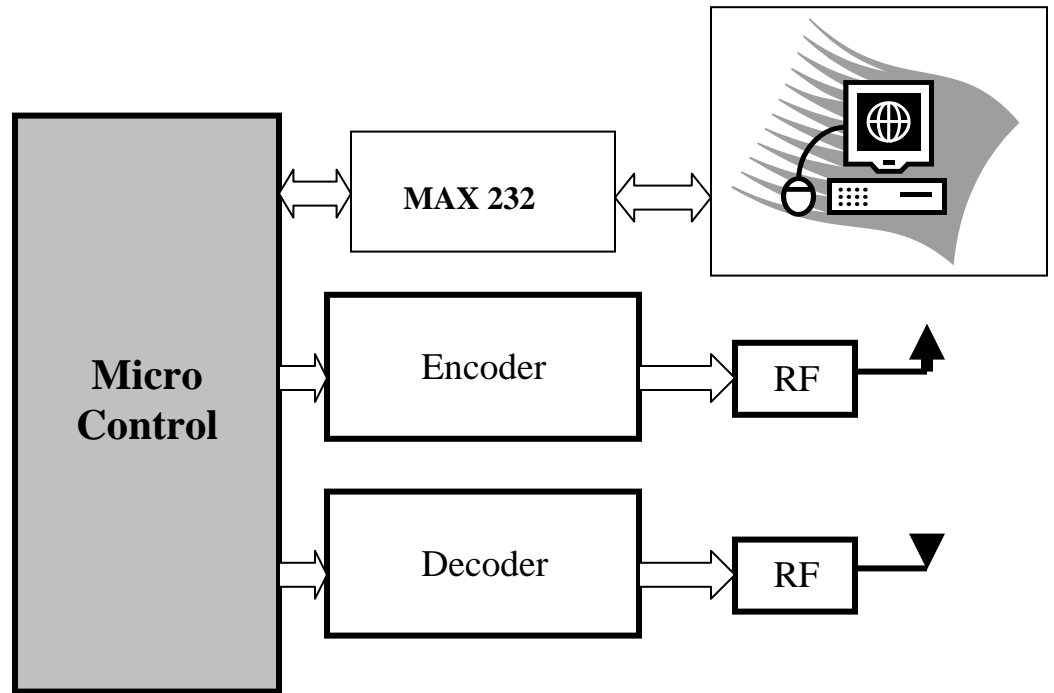 MAX 232
Micro
Control
Encoder
RF
Decoder
RF